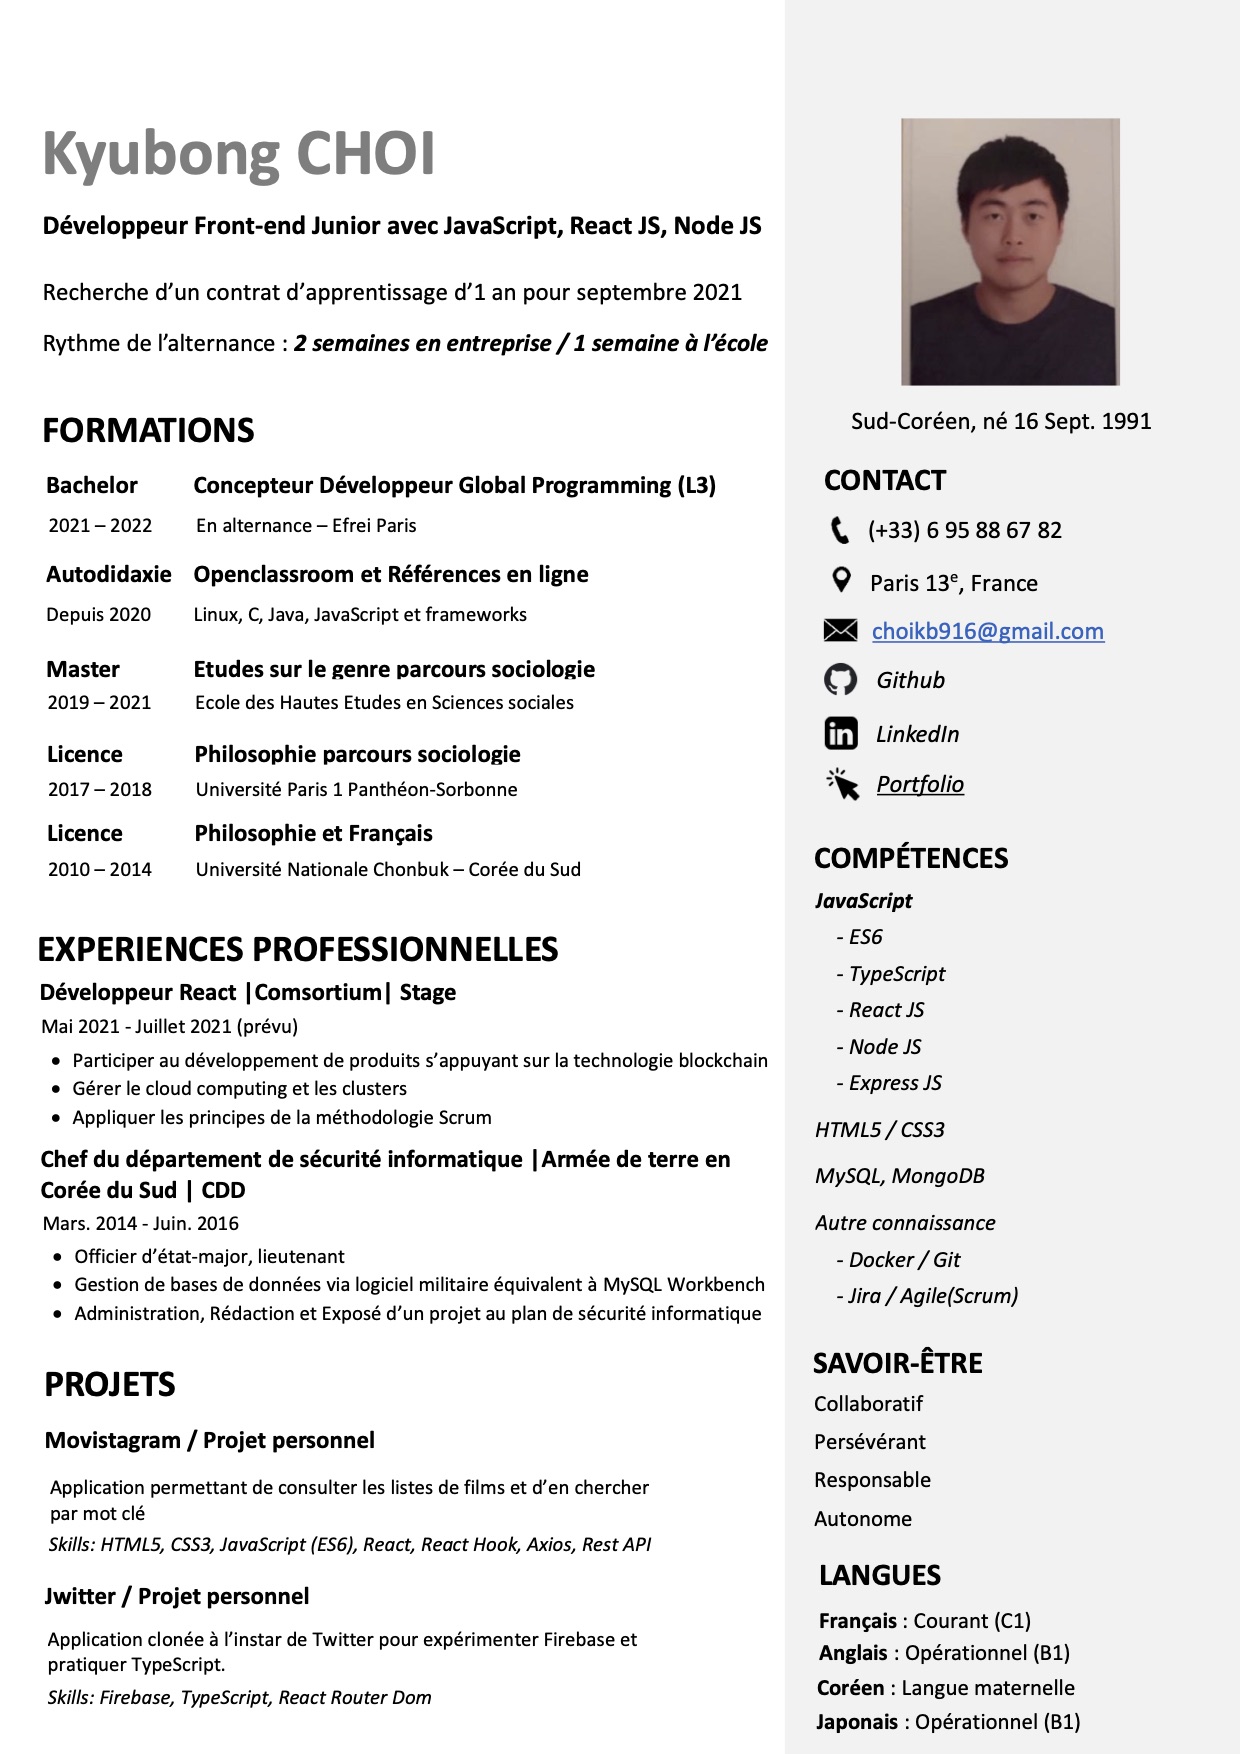 Kyubong CHOI
Développeur Front-end Junior avec JavaScript, React JS, Node JS
Recherche d’un contrat d’apprentissage d’1 an pour septembre 2021
Rythme de l’alternance : 2 semaines en entreprise / 1 semaine à l’école
FORMATIONS
Bachelor Concepteur Développeur Global Programming (L3)
2021 – 2022 En alternance – Efrei Paris
Autodidaxie Openclassroom et Références en ligne
Depuis 2020 Linux, C, Java, JavaScript et frameworks
Master Etudes sur le genre parcours sociologie
2019 – 2021 Ecole des Hautes Etudes en Sciences sociales
Licence Philosophie parcours sociologie
2017 – 2018 Université Paris 1 Panthéon-Sorbonne
Licence Philosophie et Français
2010 – 2014 Université Nationale Chonbuk – Corée du Sud
EXPERIENCES PROFESSIONNELLES
Développeur React |Comsortium| Stage
Mai 2021 - Juillet 2021 (prévu)
• Participer au développement de produits s’appuyant sur la technologie blockchain
• Gérer le cloud computing et les clusters
• Appliquer les principes de la méthodologie Scrum
Chef du département de sécurité informatique |Armée de terre en
Corée du Sud | CDD
Mars. 2014 - Juin. 2016
• Officier d’état-major, lieutenant
• Gestion de bases de données via logiciel militaire équivalent à MySQL Workbench
• Administration, Rédaction et Exposé d’un projet au plan de sécurité informatique
PROJETS
Movistagram / Projet personnel
Application permettant de consulter les listes de films et d’en chercher
par mot clé
Skills: HTML5, CSS3, JavaScript (ES6), React, React Hook, Axios, Rest API
Jwitter / Projet personnel
Application clonée à l’instar de Twitter pour expérimenter Firebase et
pratiquer TypeScript.
Skills: Firebase, TypeScript, React Router Dom
Sud-Coréen, né 16 Sept. 1991
CONTACT
(+33) 6 95 88 67 82
Paris 13e, France
choikb916@gmail.com
Github
in LinkedIn
Portfolio
COMPÉTENCES
JavaScript
- ES6
- TypeScript
- React JS
- Node JS
- Express JS
HTML5 / CSS3
MySQL, MongoDB
Autre connaissance
- Docker / Git
- Jira / Agile(Scrum)
SAVOIR-ÊTRE
Collaboratif
Persévérant
Responsable
Autonome
LANGUES
Français : Courant (C1)
Anglais : Opérationnel (B1)
Coréen : Langue maternelle
Japonais : Opérationnel (B1)